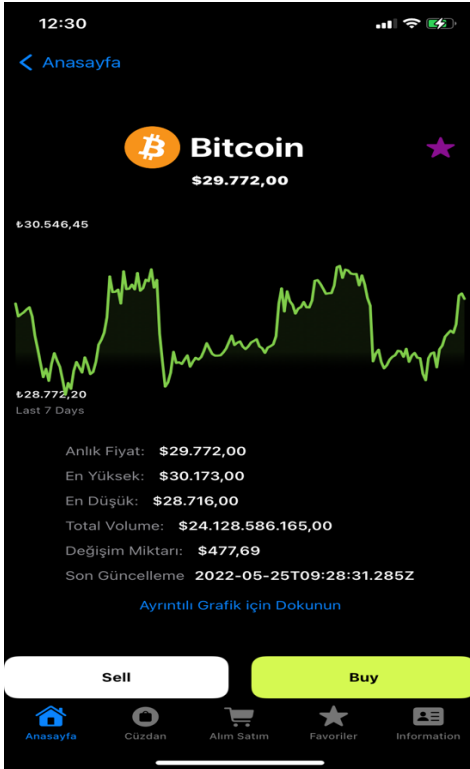 12:30
Anasayfa
Bitcoin
$29.772,00
₺30.546,45
₺28.772,20
Last 7 Days
Anlık Fiyat: $29.772,00
En Yüksek: $30.173,00
En Düşük: $28.716,00
Total Volume: $24.128.586.165,00
Değişim Miktarı: $477,69
Son Güncelleme 2022-05-25T09:28:31.285Z
Ayrıntılı Grafik için Dokunun
Sell
Buy
Anasayfa
Cüzdan
Alım Satım
Favoriler
Information